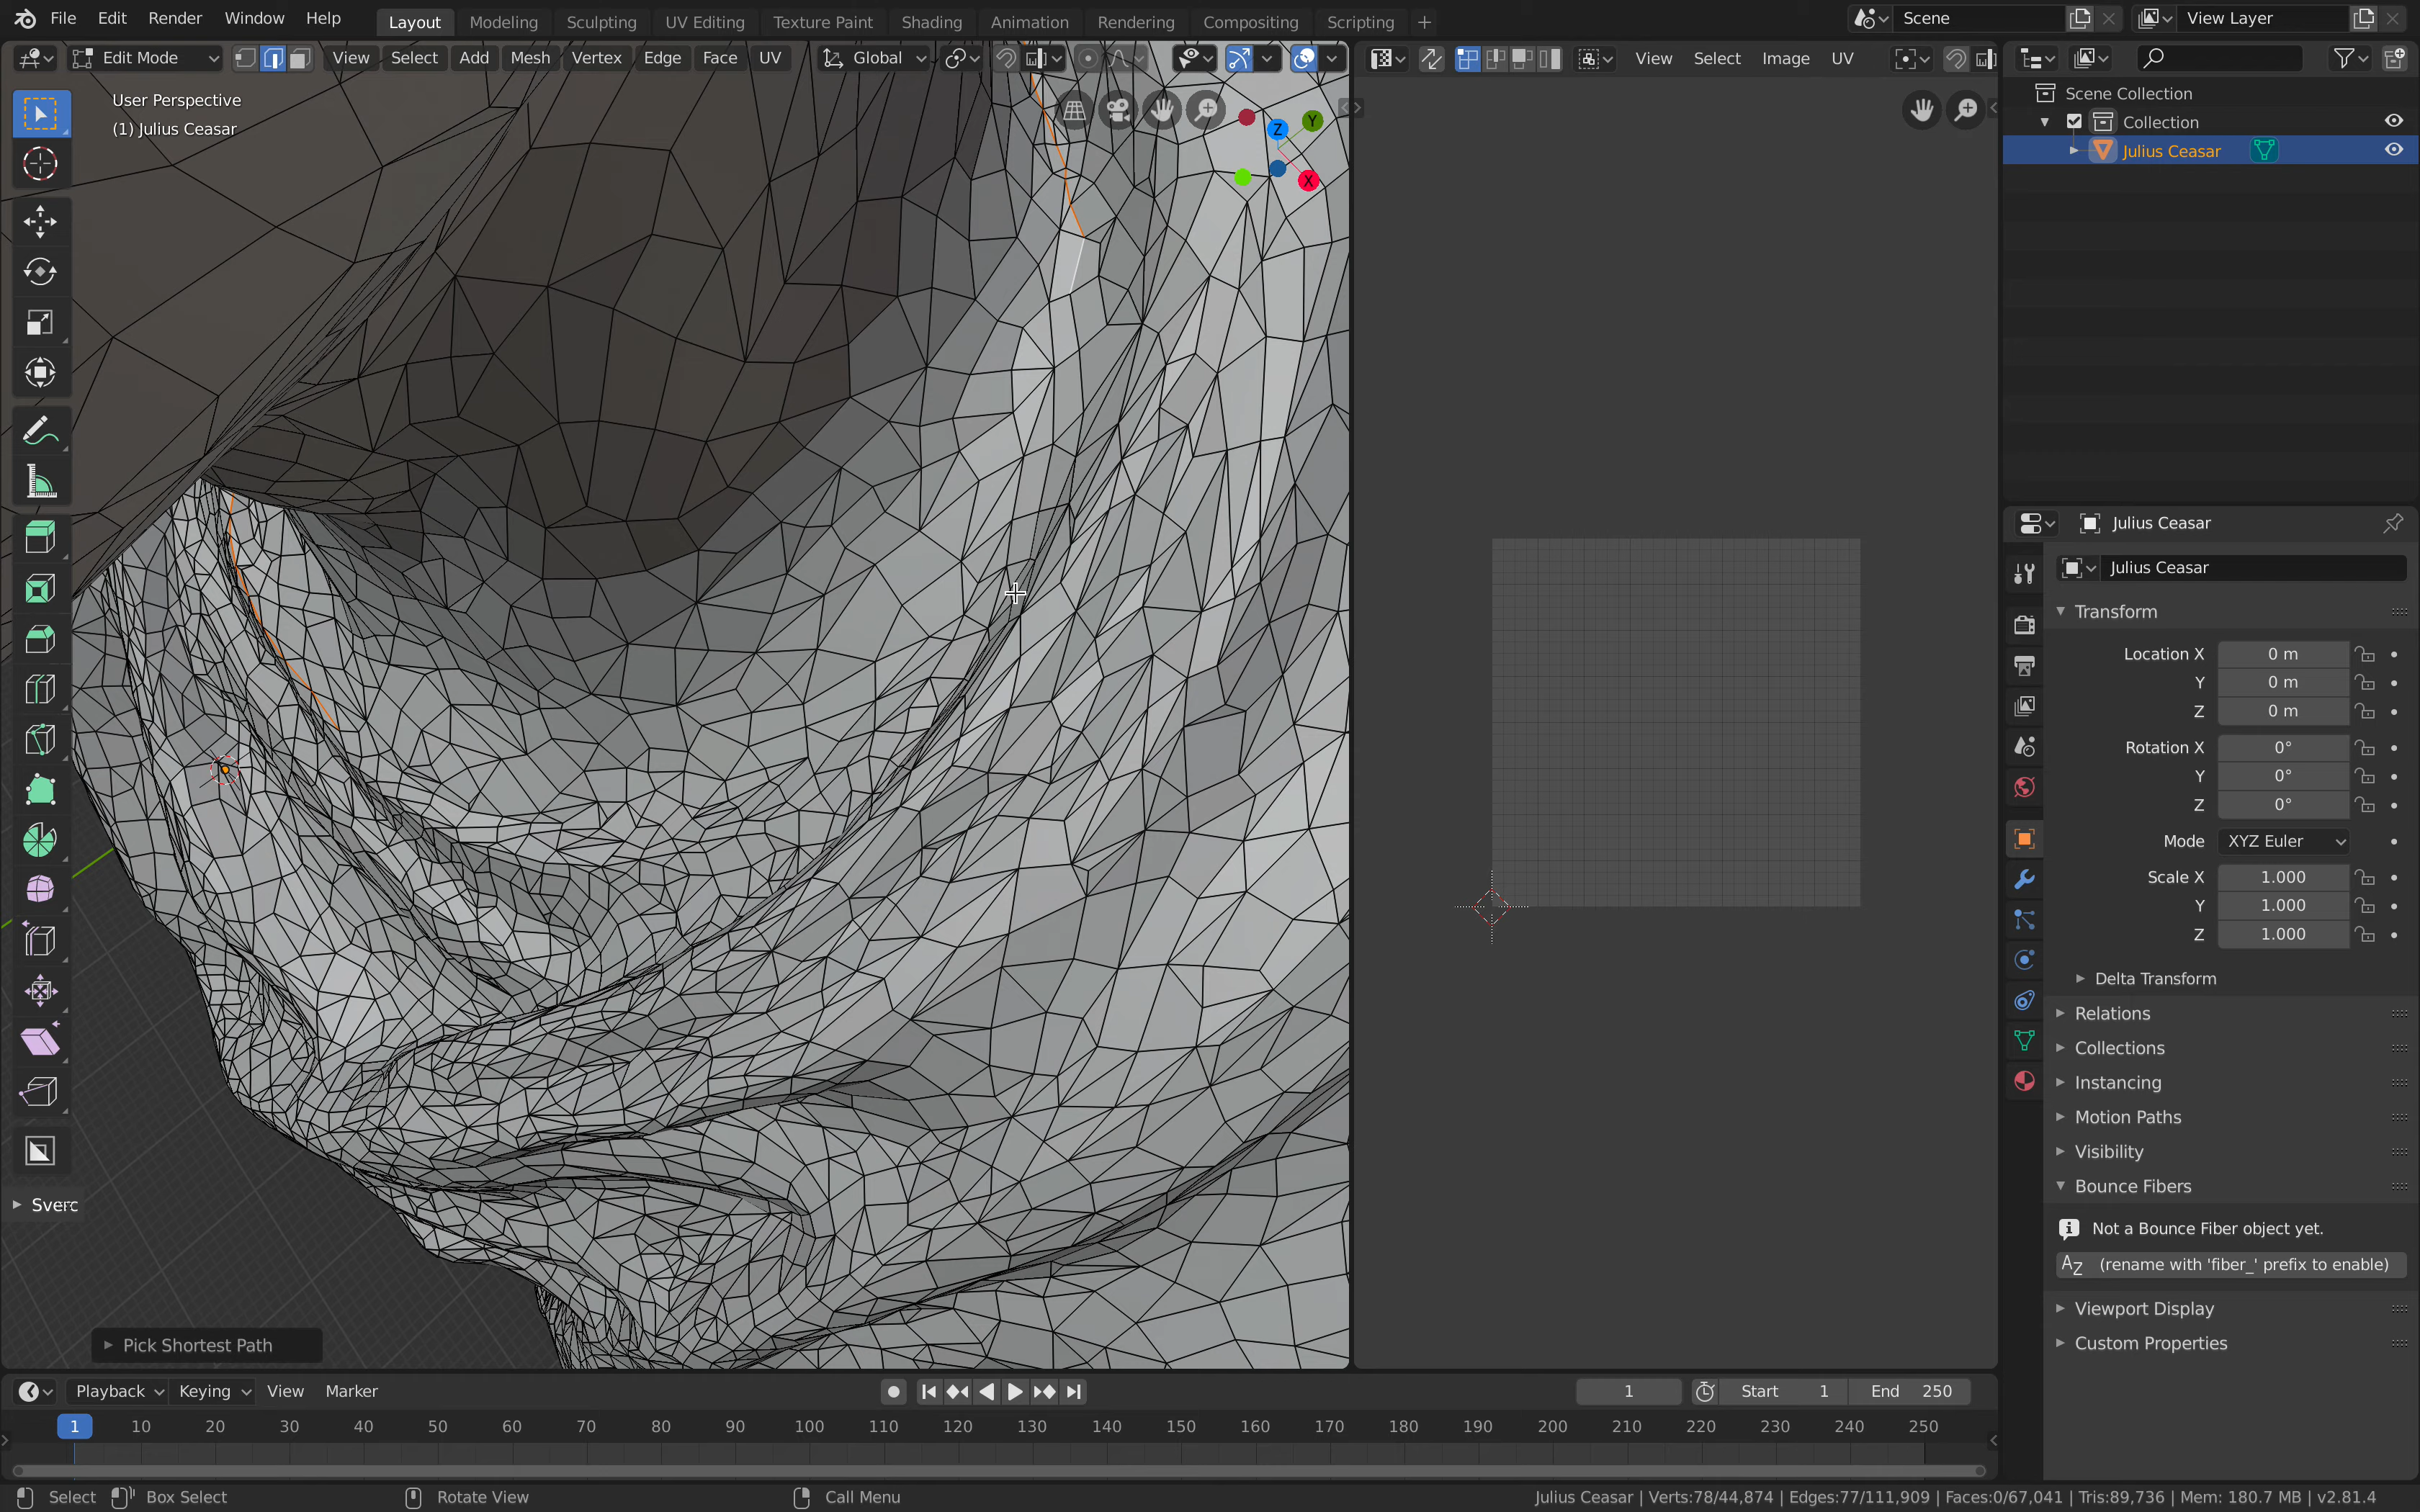 File Edit Render Window Help Layout Modeling Sculpting UV Editing Texture Paint Shading Animation Rendering Compositing Scripting + Scene View Layer
Edit Mode View Select Add Mesh Vertex Edge Face UV Global View Select Image UV
User Perspective
(1) Julius Ceasar
Z Y X
Scene Collection
Collection
Julius Ceasar
Julius Ceasar
Julius Ceasar
Transform
Location X 0 m
Y 0 m
Z 0 m
Rotation X 0°
Y 0°
Z 0°
Mode XYZ Euler
Scale X 1.000
Y 1.000
Z 1.000
Delta Transform
Relations
Collections
Instancing
Motion Paths
Visibility
Bounce Fibers
Not a Bounce Fiber object yet.
AZ (rename with 'fiber_' prefix to enable)
Viewport Display
Custom Properties
Sverc
Pick Shortest Path
Playback Keying View Marker 1 Start 1 End 250
1 10 20 30 40 50 60 70 80 90 100 110 120 130 140 150 160 170 180 190 200 210 220 230 240 250
Select Box Select Rotate View Call Menu Julius Ceasar | Verts:78/44,874 | Edges:77/111,909 | Faces:0/67,041 | Tris:89,736 | Mem: 180.7 MB | v2.81.4